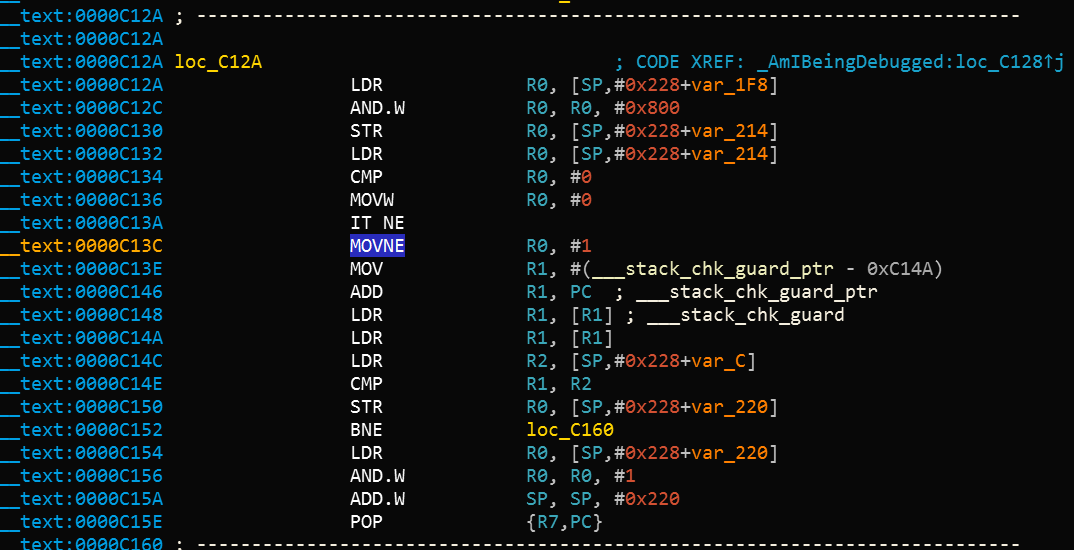 __text:0000C12A ; ---------------------------------------------------------------------------
__text:0000C12A
__text:0000C12A loc_C12A ; CODE XREF: _AmIBeingDebugged:loc_C128↑j
__text:0000C12A LDR R0, [SP,#0x228+var_1F8]
__text:0000C12C AND.W R0, R0, #0x800
__text:0000C130 STR R0, [SP,#0x228+var_214]
__text:0000C132 LDR R0, [SP,#0x228+var_214]
__text:0000C134 CMP R0, #0
__text:0000C136 MOVW R0, #0
__text:0000C13A IT NE
__text:0000C13C MOVNE R0, #1
__text:0000C13E MOV R1, #(___stack_chk_guard_ptr - 0xC14A)
__text:0000C146 ADD R1, PC ; ___stack_chk_guard_ptr
__text:0000C148 LDR R1, [R1] ; ___stack_chk_guard
__text:0000C14A LDR R1, [R1]
__text:0000C14C LDR R2, [SP,#0x228+var_C]
__text:0000C14E CMP R1, R2
__text:0000C150 STR R0, [SP,#0x228+var_220]
__text:0000C152 BNE loc_C160
__text:0000C154 LDR R0, [SP,#0x228+var_220]
__text:0000C156 AND.W R0, R0, #1
__text:0000C15A ADD.W SP, SP, #0x220
__text:0000C15E POP {R7,PC}
__text:0000C160 ; ---------------------------------------------------------------------------